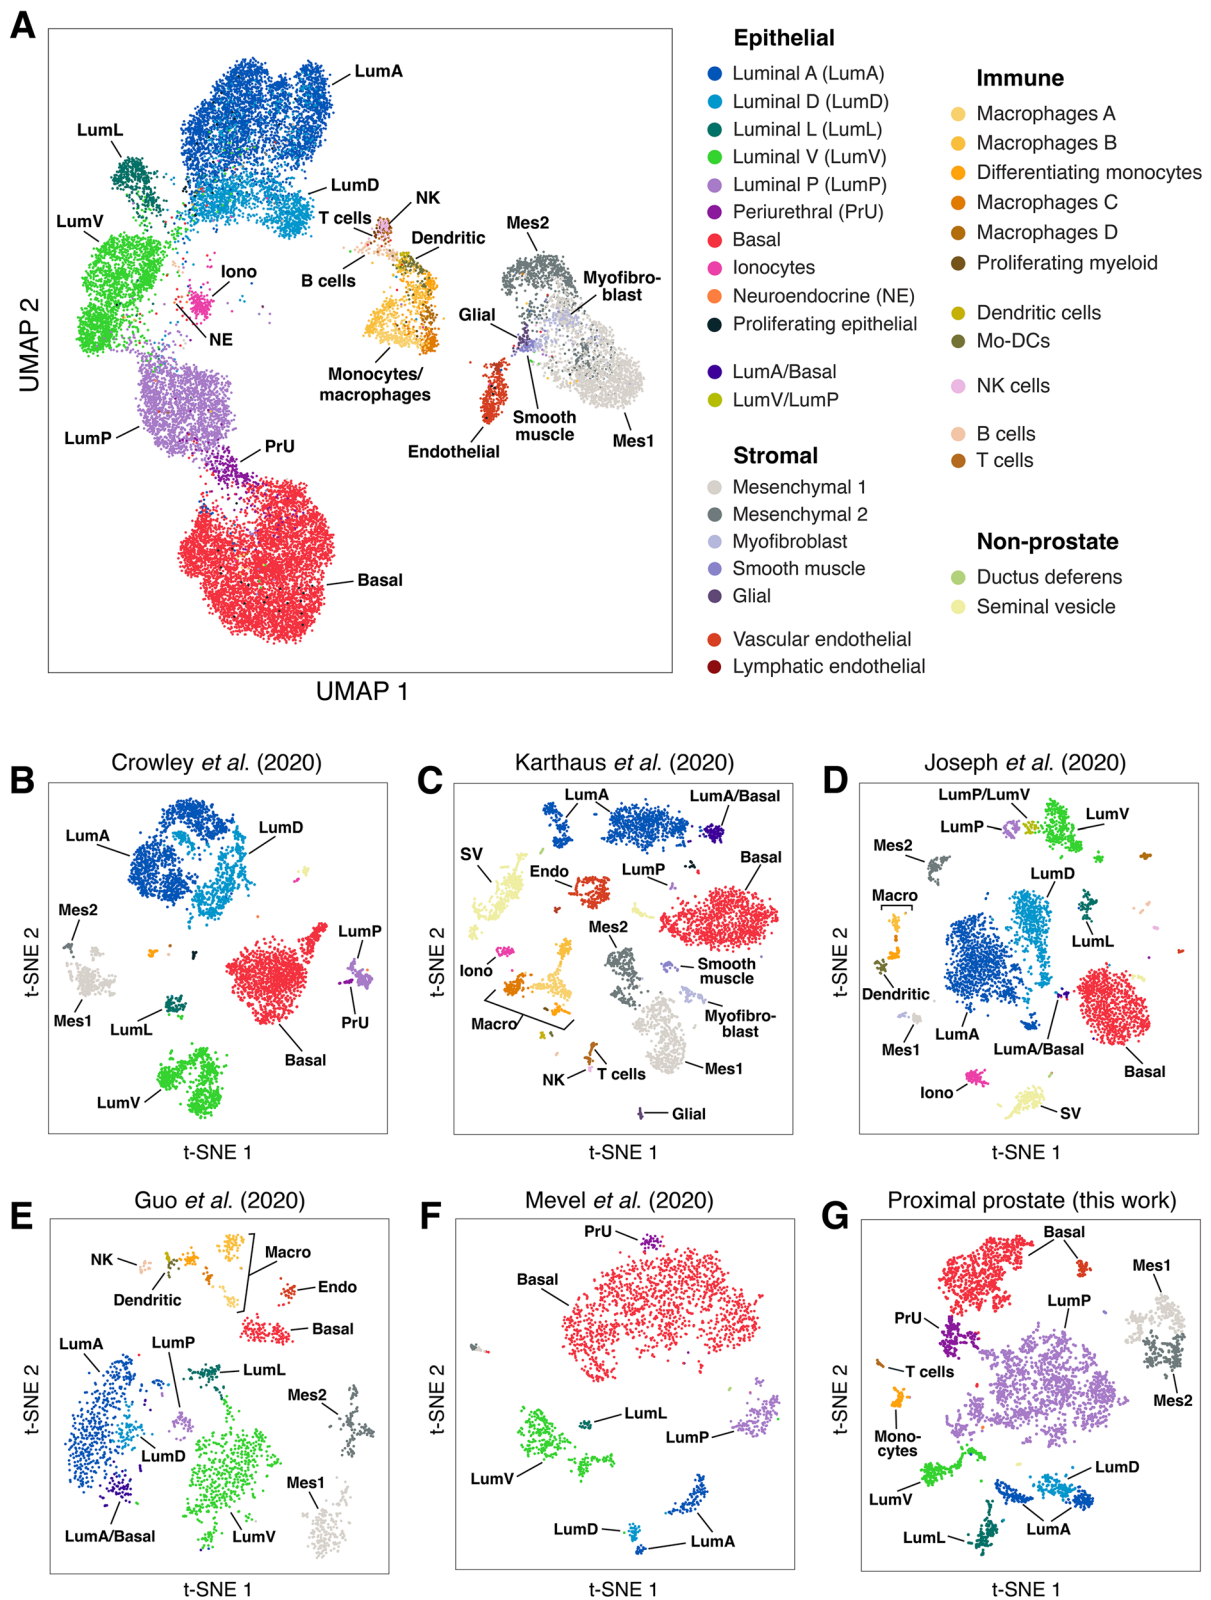 A
LumA
LumL
LumD
LumV
T cells
NK
Dendritic
B cells
Iono
NE
Mes2
Myofibro-
blast
Glial
Monocytes/
macrophages
Smooth
muscle
Endothelial
Mes1
LumP
PrU
Basal
UMAP 2
UMAP 1
Epithelial
Luminal A (LumA)
Luminal D (LumD)
Luminal L (LumL)
Luminal V (LumV)
Luminal P (LumP)
Periurethral (PrU)
Basal
Ionocytes
Neuroendocrine (NE)
Proliferating epithelial
LumA/Basal
LumV/LumP
Stromal
Mesenchymal 1
Mesenchymal 2
Myofibroblast
Smooth muscle
Glial
Vascular endothelial
Lymphatic endothelial
Immune
Macrophages A
Macrophages B
Differentiating monocytes
Macrophages C
Macrophages D
Proliferating myeloid
Dendritic cells
Mo-DCs
NK cells
B cells
T cells
Non-prostate
Ductus deferens
Seminal vesicle
B
Crowley et al. (2020)
LumA
LumD
Mes2
LumP
Mes1
LumL
PrU
Basal
LumV
t-SNE 2
t-SNE 1
C
Karthaus et al. (2020)
LumA
LumA/Basal
SV
Endo
LumP
Basal
Mes2
Iono
Smooth
muscle
Macro
Myofibro-
blast
NK
T cells
Mes1
Glial
t-SNE 2
t-SNE 1
D
Joseph et al. (2020)
LumP/LumV
LumP
LumV
Mes2
LumD
Macro
LumL
Dendritic
LumA
Mes1
LumA/Basal
Basal
Iono
SV
t-SNE 2
t-SNE 1
E
Guo et al. (2020)
NK
Macro
Dendritic
Endo
Basal
LumA
LumP
LumL
Mes2
LumD
Mes1
LumA/Basal
LumV
t-SNE 2
t-SNE 1
F
Mevel et al. (2020)
PrU
Basal
LumL
LumP
LumV
LumD
LumA
t-SNE 2
t-SNE 1
G
Proximal prostate (this work)
Basal
Mes1
LumP
PrU
T cells
Mes2
Mono-
cytes
LumD
LumV
LumL
LumA
t-SNE 2
t-SNE 1